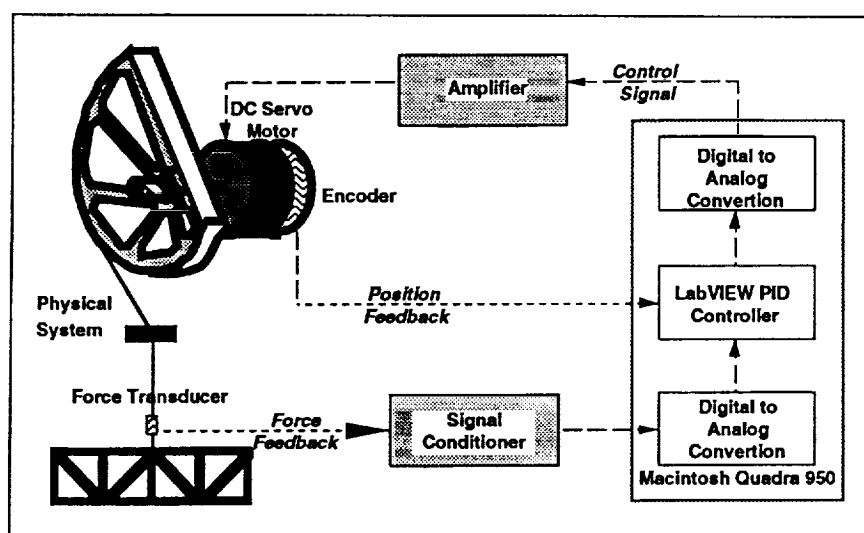 Amplifier
Control
Signal
DC Servo
Motor
Digital to
Analog
Convertion
Encoder
Position
Feedback
LabVIEW PID
Controller
Physical
System
Force Transducer
Force
Feedback
Signal
Conditioner
Digital to
Analog
Convertion
Macintosh Quadra 950